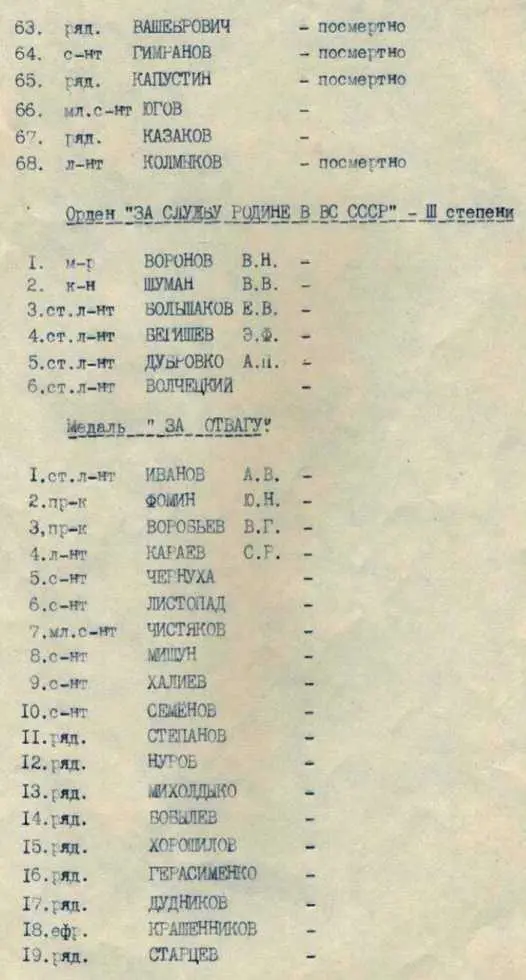 63. ряд. ВАШЕБРОВИЧ - посмертно
64. с-нт ГИМРАНОВ - посмертно
65. ряд. КАПУСТИН - посмертно
66. мл.с-нт ЮГОВ -
67. ряд. КАЗАКОВ -
68. л-нт КОЛМЫКОВ - посмертно
Орден "ЗА СЛУЖБУ РОДИНЕ В ВС СССР" - Ш степени
I. м-р ВОРОНОВ В.Н. -
2. к-н ШУМАН В.В. -
3.ст.л-нт БОЛЬШАКОВ Е.В. -
4.ст.л-нт БЕГИШЕВ Э.Ф. -
5.ст.л-нт ДУБРОВКО А.П. -
6.ст.л-нт ВОЛЧЕЦКИЙ -
Медаль " ЗА ОТВАГУ"
I.ст.л-нт ИВАНОВ А.В. -
2.пр-к ФОМИН Ю.Н. -
3,пр-к ВОРОБЬЕВ В.Г. -
4.л-нт КАРАЕВ С.Р. -
5.с-нт ЧЕРНУХА -
6.с-нт ЛИСТОПАД -
7.мл.с-нт ЧИСТЯКОВ -
8.с-нт МИШУН -
9.с-нт ХАЛИЕВ -
I0.с-нт СЕМЕНОВ -
II.ряд. СТЕПАНОВ -
I2.ряд. НУРОВ -
I3.ряд. МИХОЛДЫКО -
I4.ряд. БОБЫЛЕВ -
I5.ряд. ХОРОШИЛОВ -
I6.ряд. ГЕРАСИМЕНКО -
I7.ряд. ДУДНИКОВ -
I8.ефр. КРАШЕННИКОВ -
I9.ряд. СТАРЦЕВ -